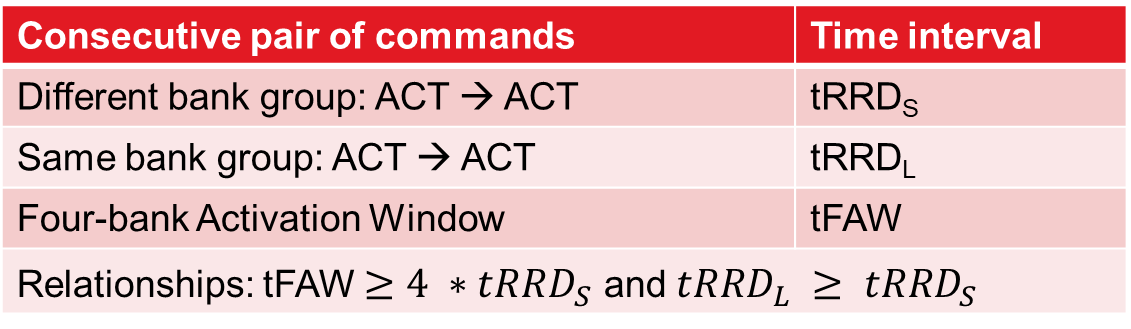 Consecutive pair of commands Time interval
Different bank group: ACT → ACT tRRDS
Same bank group: ACT → ACT tRRDL
Four-bank Activation Window tFAW
Relationships: tFAW ≥ 4 * tRRDS and tRRDL ≥ tRRDS